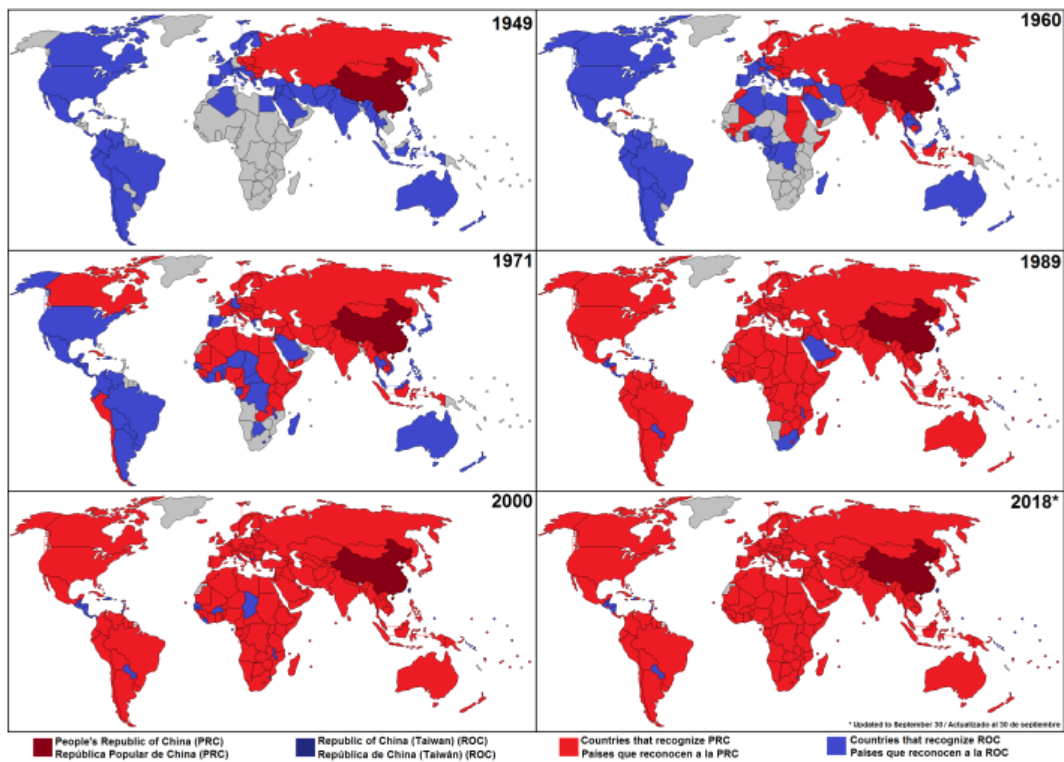 1949
1960
1971
1989
2000
2018*
* Updated to September 30 / Actualizado al 30 de septiembre
People's Republic of China (PRC)
República Popular de China (PRC)
Republic of China (Taiwan) (ROC)
República de China (Taiwán) (ROC)
Countries that recognize PRC
Países que reconocen a la PRC
Countries that recognize ROC
Países que reconocen a la ROC